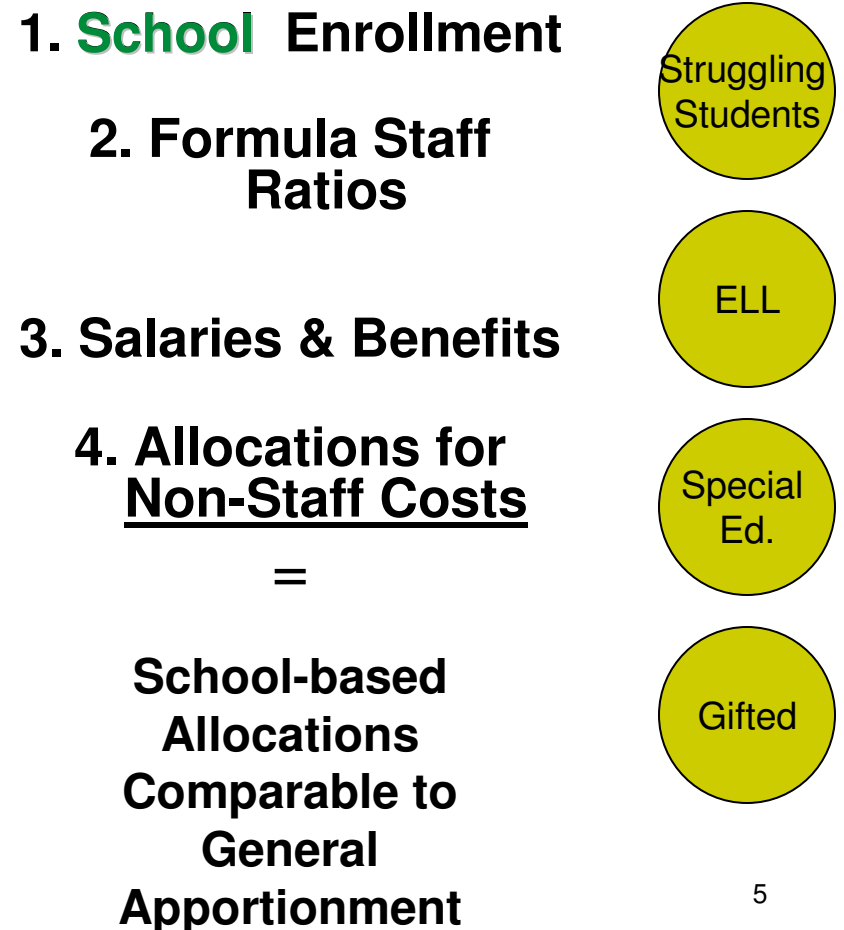 1. School Enrollment
2. Formula Staff
Ratios
3. Salaries & Benefits
4. Allocations for
Non-Staff Costs
=
School-based
Allocations
Comparable to
General
Apportionment
Struggling
Students
ELL
Special
Ed.
Gifted
5